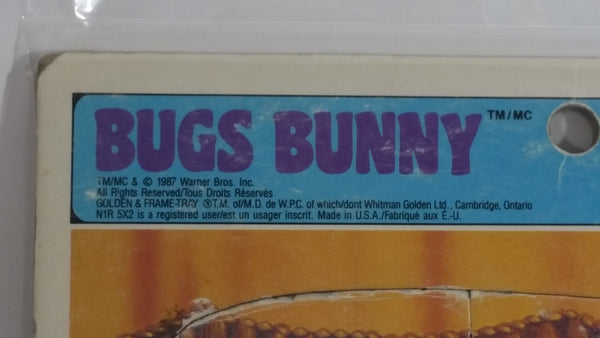 BUGS BUNNY TM/MC
TM/MC & © 1987 Warner Bros. Inc.
All Rights Reserved/Tous Droits Réservés
GOLDEN & FRAME-TRAY ®T.M. of/M.D. de W.P.C. of which/dont Whitman Golden Ltd., Cambridge, Ontario
N1R 5X2 is a registered user/est un usager inscrit. Made in U.S.A./Fabriqué aux É.-U.